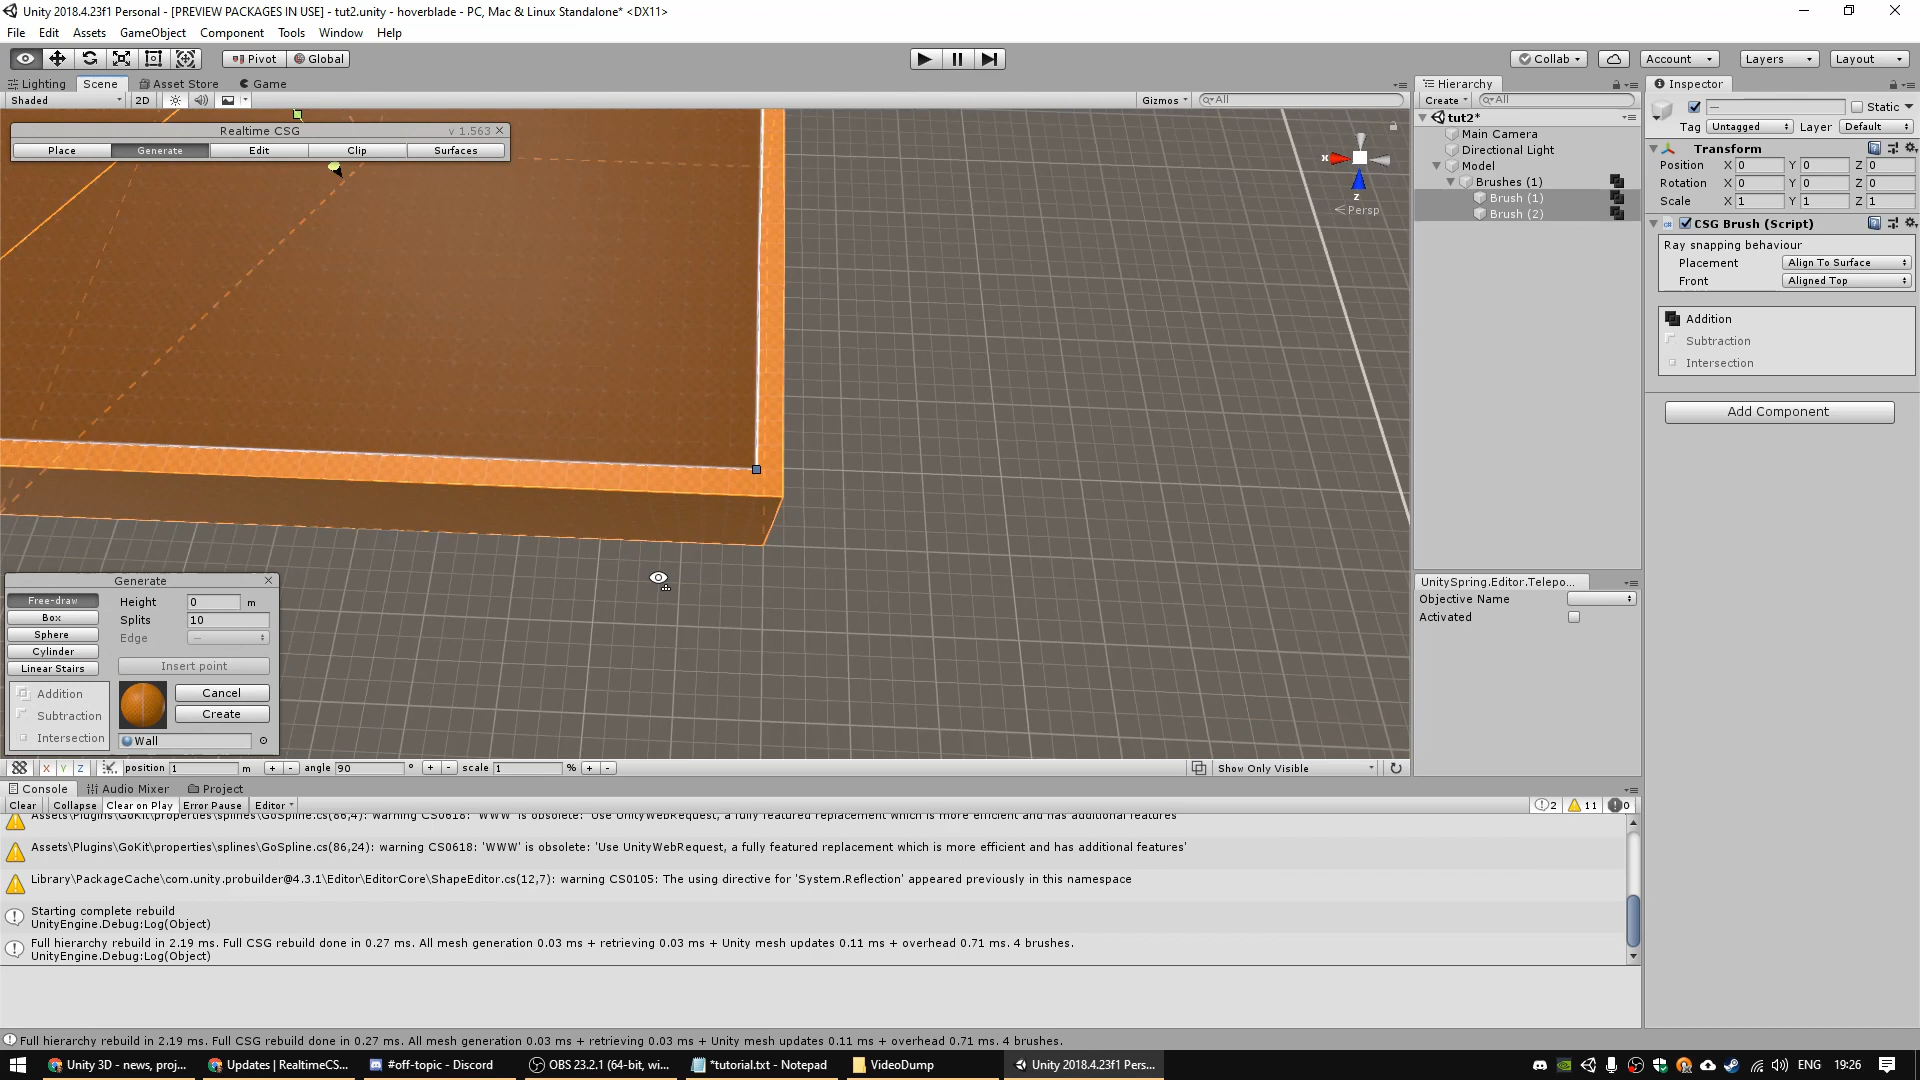 Unity 2018.4.23f1 Personal - [PREVIEW PACKAGES IN USE] - tut2.unity - hoverblade - PC, Mac & Linux Standalone* <DX11>
File Edit Assets GameObject Component Tools Window Help
Pivot Global Collab Account Layers Layout
Lighting Scene Asset Store Game Hierarchy Inspector
Shaded 2D Gizmos All Create All Static
tut2* Tag Untagged Layer Default
Realtime CSG v 1.563
Place Generate Edit Clip Surfaces
Main Camera
Directional Light
Model
Brushes (1)
Brush (1)
Brush (2)
x
z
Persp
Transform
Position X 0 Y 0 Z 0
Rotation X 0 Y 0 Z 0
Scale X 1 Y 1 Z 1
CSG Brush (Script)
Ray snapping behaviour
Placement Align To Surface
Front Aligned Top
Addition
Subtraction
Intersection
Add Component
UnitySpring.Editor.Telepo...
Objective Name
Activated
Generate
Free-draw
Box
Sphere
Cylinder
Linear Stairs
Height 0 m
Splits 10
Edge —
Insert point
Addition
Subtraction
Intersection
Cancel
Create
Wall
X Y Z position 1 m + - angle 90 ° + - scale 1 % + - Show Only Visible
Console Audio Mixer Project
Clear Collapse Clear on Play Error Pause Editor 2 11 0
Assets\Plugins\GoKit\properties\splines\GoSpline.cs(86,4): warning CS0618: 'WWW' is obsolete: 'Use UnityWebRequest, a fully featured replacement which is more efficient and has additional features'
Assets\Plugins\GoKit\properties\splines\GoSpline.cs(86,24): warning CS0618: 'WWW' is obsolete: 'Use UnityWebRequest, a fully featured replacement which is more efficient and has additional features'
Library\PackageCache\com.unity.probuilder@4.3.1\Editor\EditorCore\ShapeEditor.cs(12,7): warning CS0105: The using directive for 'System.Reflection' appeared previously in this namespace
Starting complete rebuild
UnityEngine.Debug:Log(Object)
Full hierarchy rebuild in 2.19 ms. Full CSG rebuild done in 0.27 ms. All mesh generation 0.03 ms + retrieving 0.03 ms + Unity mesh updates 0.11 ms + overhead 0.71 ms. 4 brushes.
UnityEngine.Debug:Log(Object)
Full hierarchy rebuild in 2.19 ms. Full CSG rebuild done in 0.27 ms. All mesh generation 0.03 ms + retrieving 0.03 ms + Unity mesh updates 0.11 ms + overhead 0.71 ms. 4 brushes.
Unity 3D - news, proj... Updates | RealtimeCS... #off-topic - Discord OBS 23.2.1 (64-bit, wi... *tutorial.txt - Notepad VideoDump Unity 2018.4.23f1 Pers... ENG 19:26